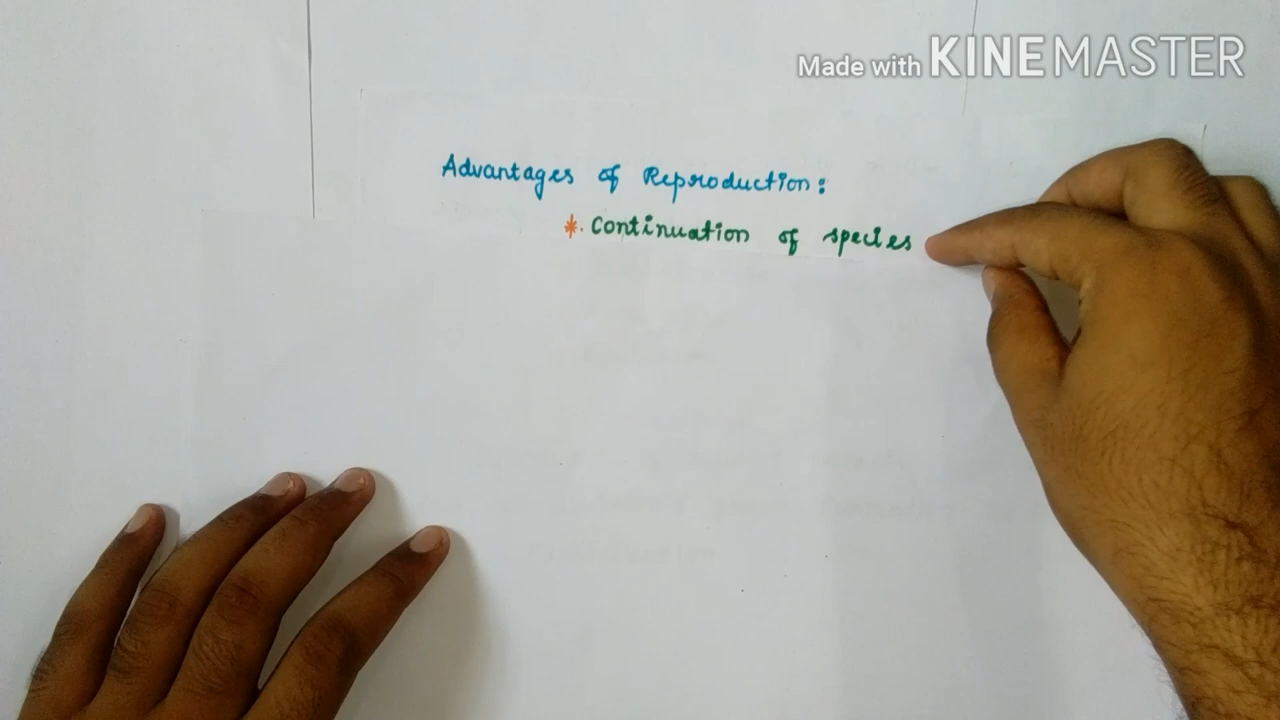 Made with KINEMASTER
Advantages of Reproduction:
*. Continuation of species